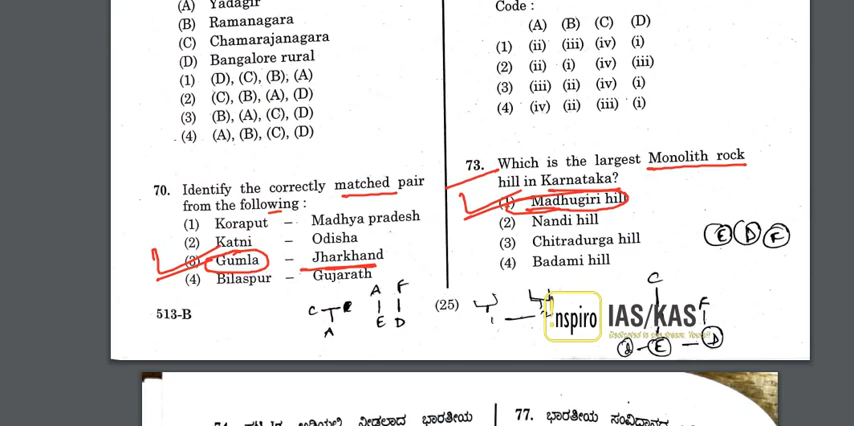 (A) Yadagir
(B) Ramanagara
(C) Chamarajanagara
(D) Bangalore rural
(1) (D), (C), (B), (A)
(2) (C), (B), (A), (D)
(3) (B), (A), (C), (D)
(4) (A), (B), (C), (D)
70. Identify the correctly matched pair
from the following :
(1) Koraput – Madhya pradesh
(2) Katni – Odisha
(3) Gumla – Jharkhand
(4) Bilaspur – Gujarath
513-B
C T R
A
A F
E D
(25)
Code :
(A) (B) (C) (D)
(1) (ii) (iii) (iv) (i)
(2) (ii) (i) (iv) (iii)
(3) (iii) (ii) (iv) (i)
(4) (iv) (ii) (iii) (i)
73. Which is the largest Monolith rock
hill in Karnataka?
(1) Madhugiri hill
(2) Nandi hill
(3) Chitradurga hill
(4) Badami hill
E D F
C
F
E D
inspiro IAS/KAS
ಭಾರತೀಯ
77. ಭಾರತೀಯ